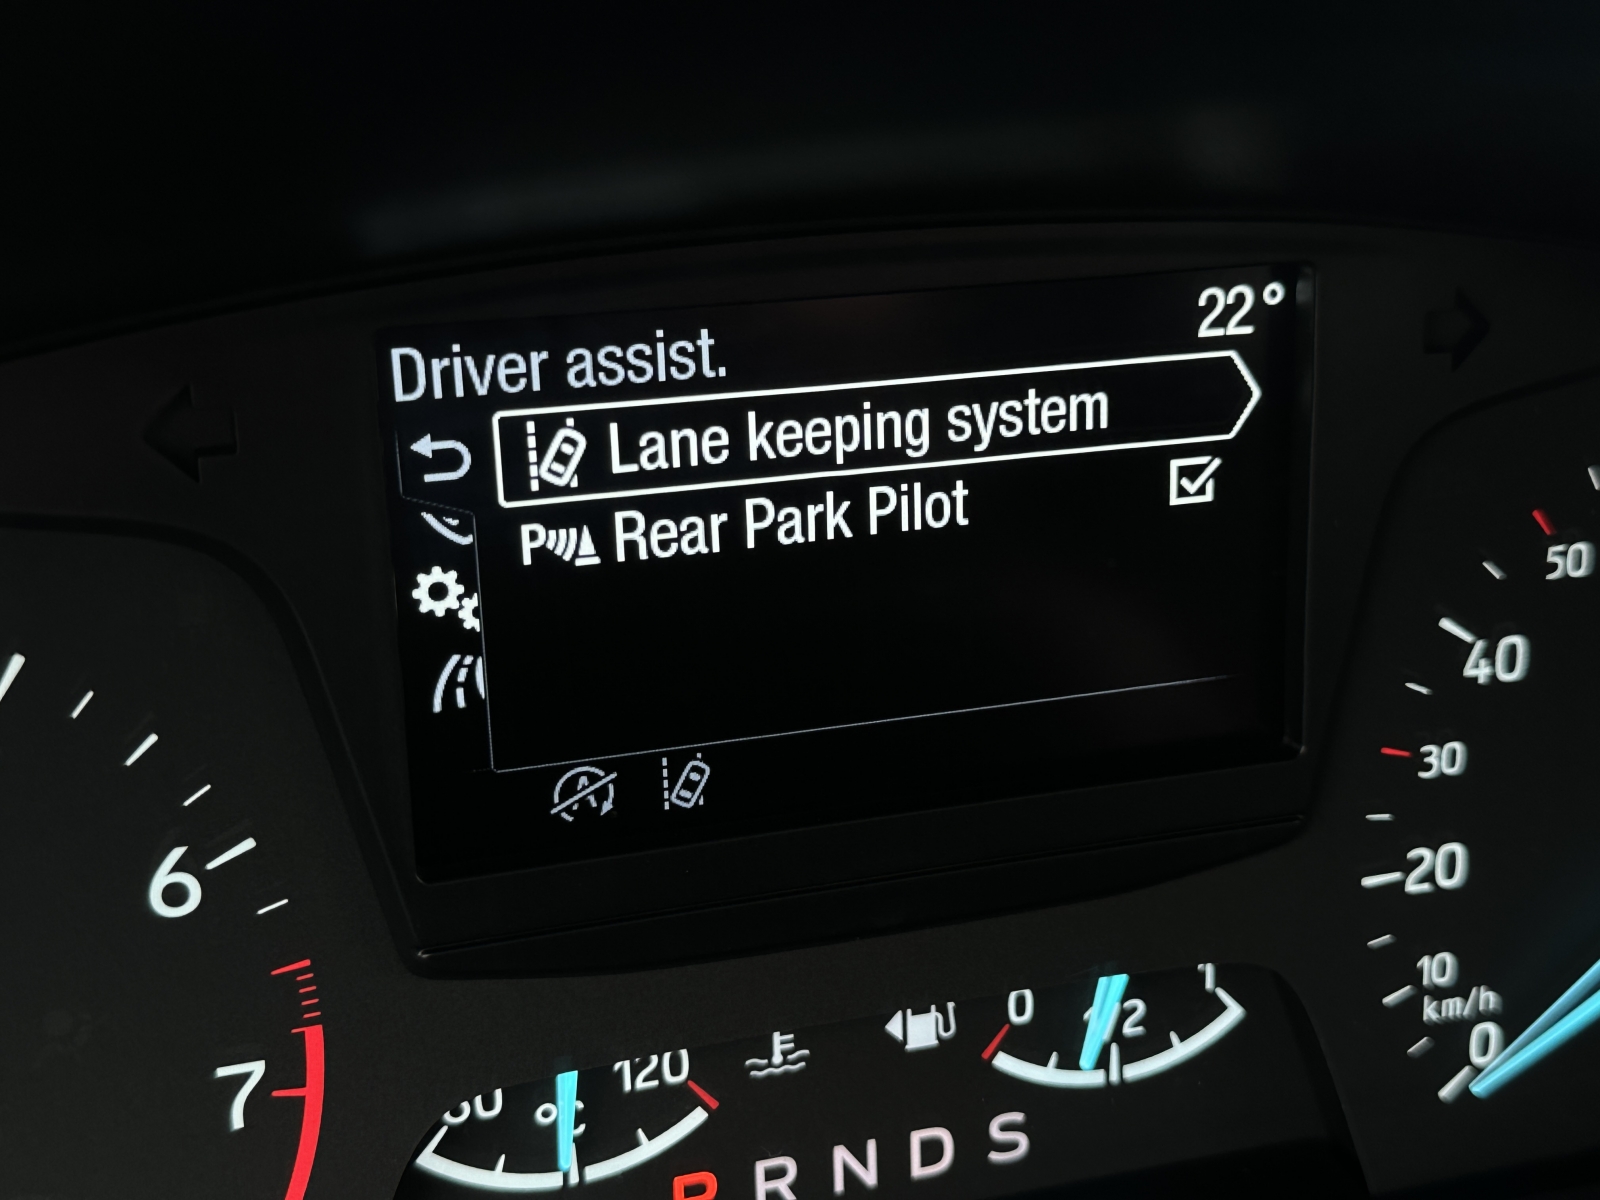 22°
Driver assist.
Lane keeping system
P Rear Park Pilot
A
6
7
50
40
30
20
10
km/h
0
120
°C
0
1/2
1
P R N D S